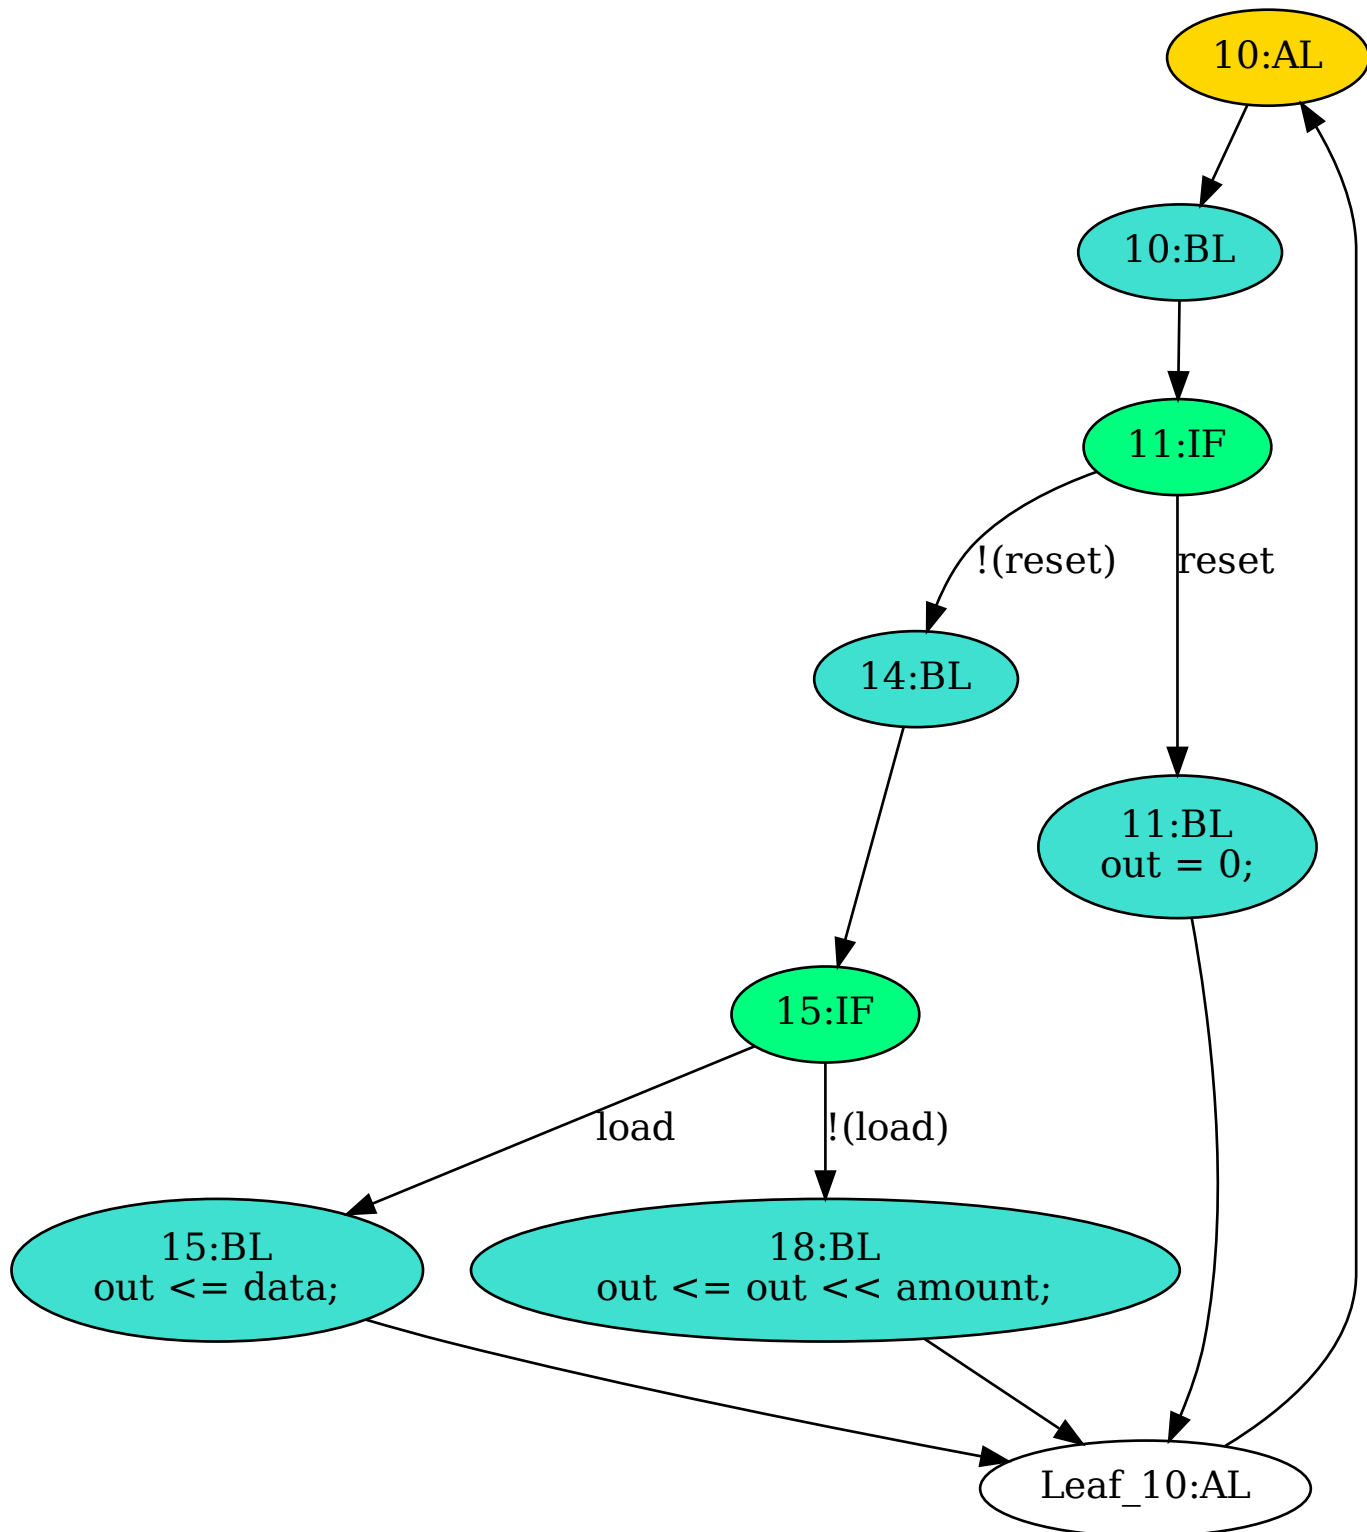 10:AL
10:BL
11:IF
!(reset)
reset
14:BL
11:BL
out = 0;
15:IF
load
!(load)
15:BL
out <= data;
18:BL
out <= out << amount;
Leaf_10:AL